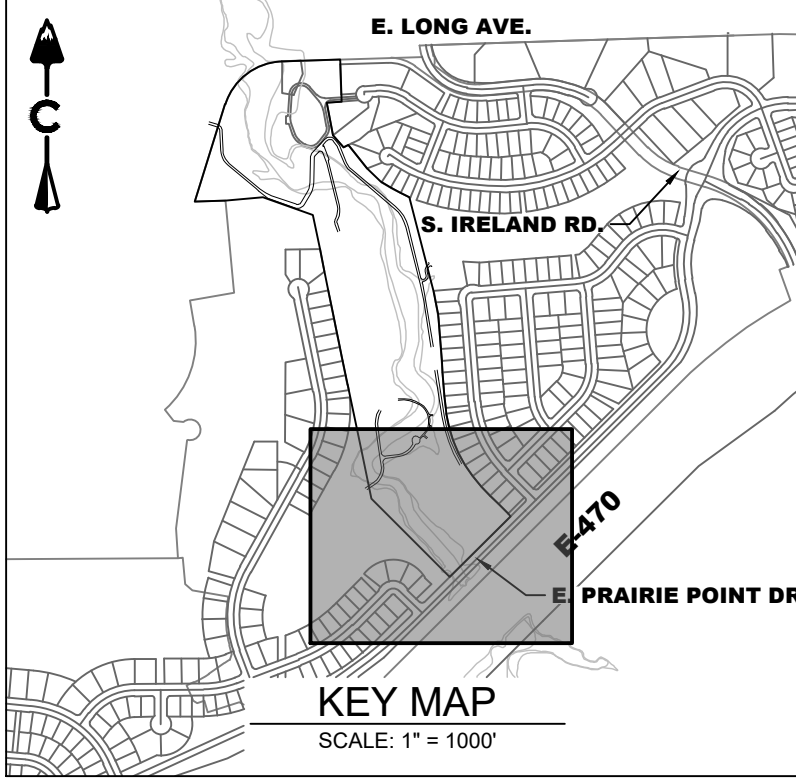 E. LONG AVE.
C
S. IRELAND RD.
E-470
E. PRAIRIE POINT DR
KEY MAP
SCALE: 1" = 1000'